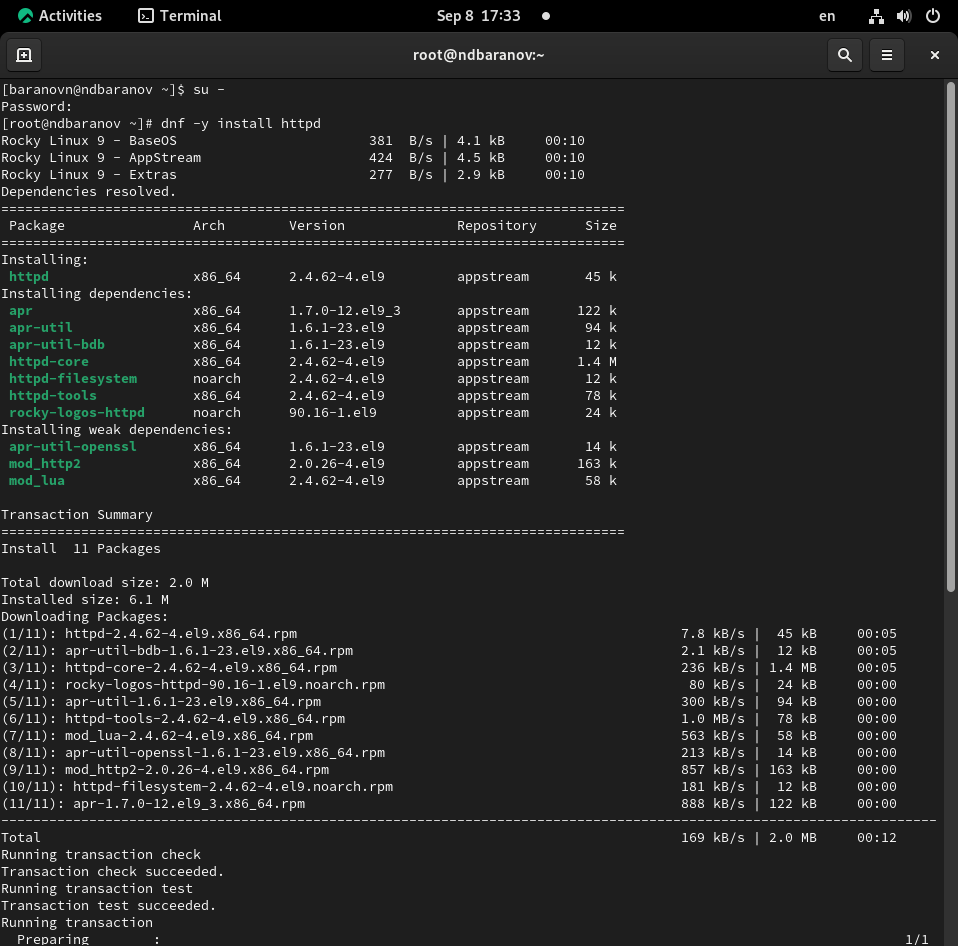 Activities Terminal Sep 8 17:33 en
root@ndbaranov:~
[baranovn@ndbaranov ~]$ su -
Password:
[root@ndbaranov ~]# dnf -y install httpd
Rocky Linux 9 - BaseOS 381 B/s | 4.1 kB 00:10
Rocky Linux 9 - AppStream 424 B/s | 4.5 kB 00:10
Rocky Linux 9 - Extras 277 B/s | 2.9 kB 00:10
Dependencies resolved.
==============================================================================
Package Arch Version Repository Size
==============================================================================
Installing:
httpd x86_64 2.4.62-4.el9 appstream 45 k
Installing dependencies:
apr x86_64 1.7.0-12.el9_3 appstream 122 k
apr-util x86_64 1.6.1-23.el9 appstream 94 k
apr-util-bdb x86_64 1.6.1-23.el9 appstream 12 k
httpd-core x86_64 2.4.62-4.el9 appstream 1.4 M
httpd-filesystem noarch 2.4.62-4.el9 appstream 12 k
httpd-tools x86_64 2.4.62-4.el9 appstream 78 k
rocky-logos-httpd noarch 90.16-1.el9 appstream 24 k
Installing weak dependencies:
apr-util-openssl x86_64 1.6.1-23.el9 appstream 14 k
mod_http2 x86_64 2.0.26-4.el9 appstream 163 k
mod_lua x86_64 2.4.62-4.el9 appstream 58 k
Transaction Summary
==============================================================================
Install 11 Packages
Total download size: 2.0 M
Installed size: 6.1 M
Downloading Packages:
(1/11): httpd-2.4.62-4.el9.x86_64.rpm 7.8 kB/s | 45 kB 00:05
(2/11): apr-util-bdb-1.6.1-23.el9.x86_64.rpm 2.1 kB/s | 12 kB 00:05
(3/11): httpd-core-2.4.62-4.el9.x86_64.rpm 236 kB/s | 1.4 MB 00:05
(4/11): rocky-logos-httpd-90.16-1.el9.noarch.rpm 80 kB/s | 24 kB 00:00
(5/11): apr-util-1.6.1-23.el9.x86_64.rpm 300 kB/s | 94 kB 00:00
(6/11): httpd-tools-2.4.62-4.el9.x86_64.rpm 1.0 MB/s | 78 kB 00:00
(7/11): mod_lua-2.4.62-4.el9.x86_64.rpm 563 kB/s | 58 kB 00:00
(8/11): apr-util-openssl-1.6.1-23.el9.x86_64.rpm 213 kB/s | 14 kB 00:00
(9/11): mod_http2-2.0.26-4.el9.x86_64.rpm 857 kB/s | 163 kB 00:00
(10/11): httpd-filesystem-2.4.62-4.el9.noarch.rpm 181 kB/s | 12 kB 00:00
(11/11): apr-1.7.0-12.el9_3.x86_64.rpm 888 kB/s | 122 kB 00:00
---------------------------------------------------------------------------------------------------------------------
Total 169 kB/s | 2.0 MB 00:12
Running transaction check
Transaction check succeeded.
Running transaction test
Transaction test succeeded.
Running transaction
Preparing : 1/1